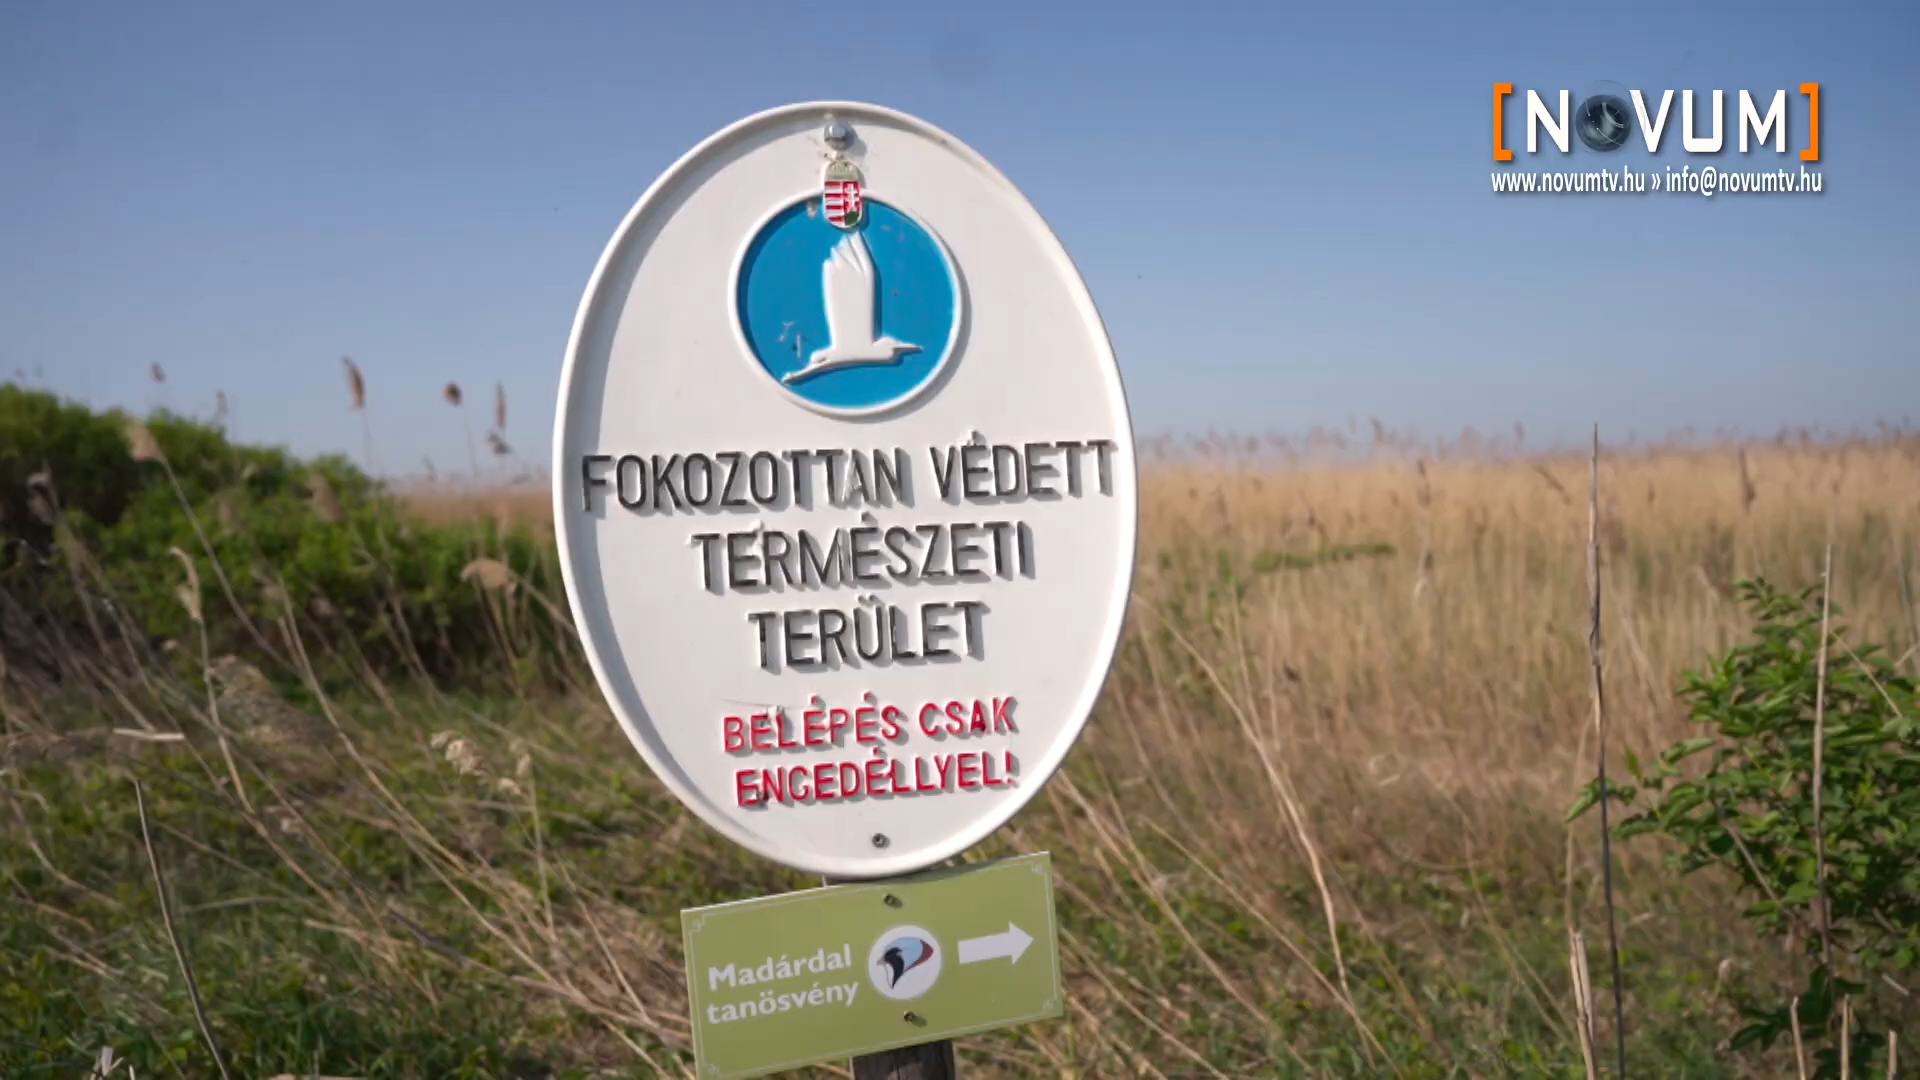 [NOVUM]
www.novumtv.hu » info@novumtv.hu
FOKOZOTTAN VÉDETT
TERMÉSZETI
TERÜLET
BELÉPÉS CSAK
ENGEDÉLLYEL!
Madárdal
tanösvény